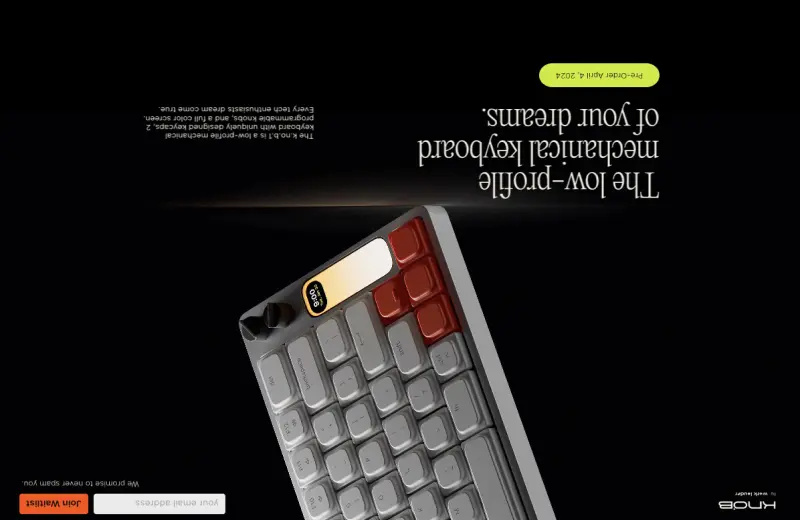 KNOB
by work louder
your email address
Join Waitlist
We promise to never spam you.
9:00
The low-profile
mechanical keyboard
of your dreams.
Pre-Order April 4, 2024
The k.no.b.1 is a low-profile mechanical
keyboard with uniquely designed keycaps, 2
programmable knobs, and a full color screen.
Every tech enthusiasts dream come true.